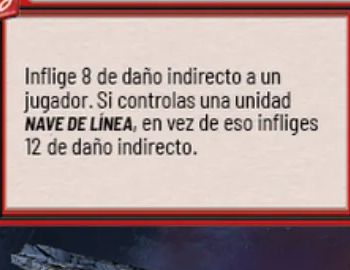 Inflige 8 de daño indirecto a un
jugador. Si controlas una unidad
NAVE DE LÍNEA, en vez de eso infliges
12 de daño indirecto.